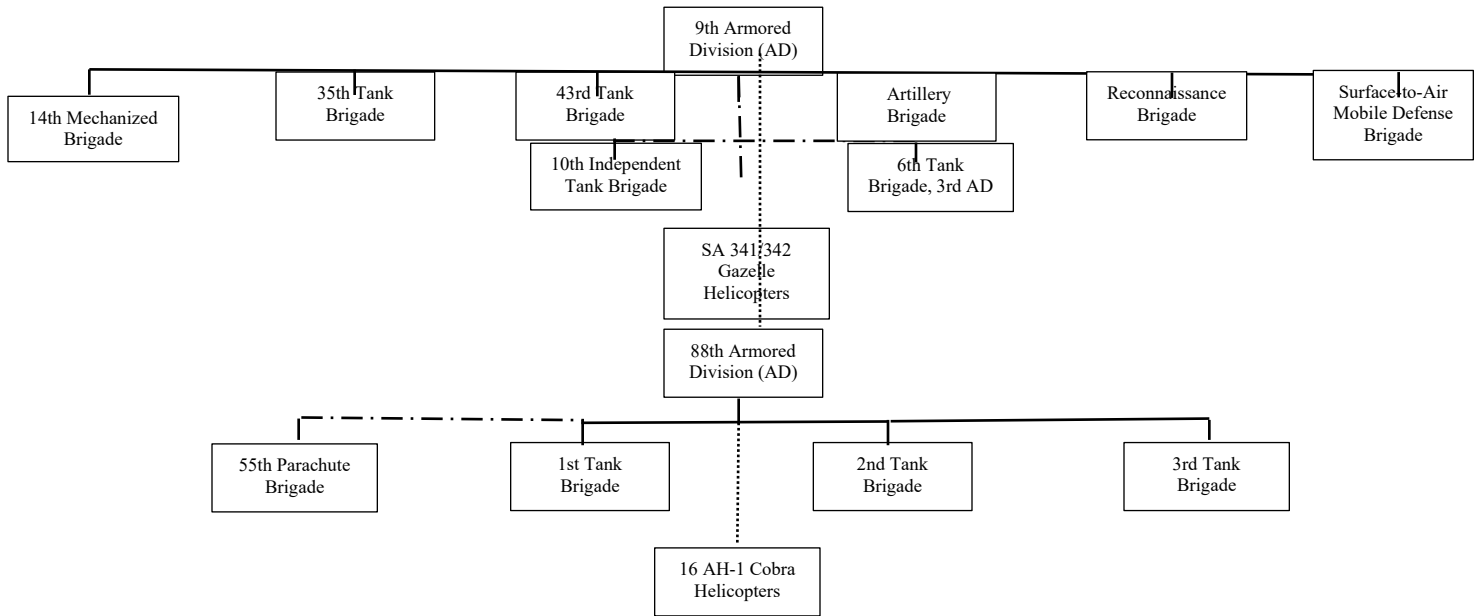 9th Armored
Division (AD)
14th Mechanized
Brigade
35th Tank
Brigade
43rd Tank
Brigade
Artillery
Brigade
Reconnaissance
Brigade
Surface-to-Air
Mobile Defense
Brigade
10th Independent
Tank Brigade
6th Tank
Brigade, 3rd AD
SA 341/342
Gazelle
Helicopters
88th Armored
Division (AD)
55th Parachute
Brigade
1st Tank
Brigade
2nd Tank
Brigade
3rd Tank
Brigade
16 AH-1 Cobra
Helicopters